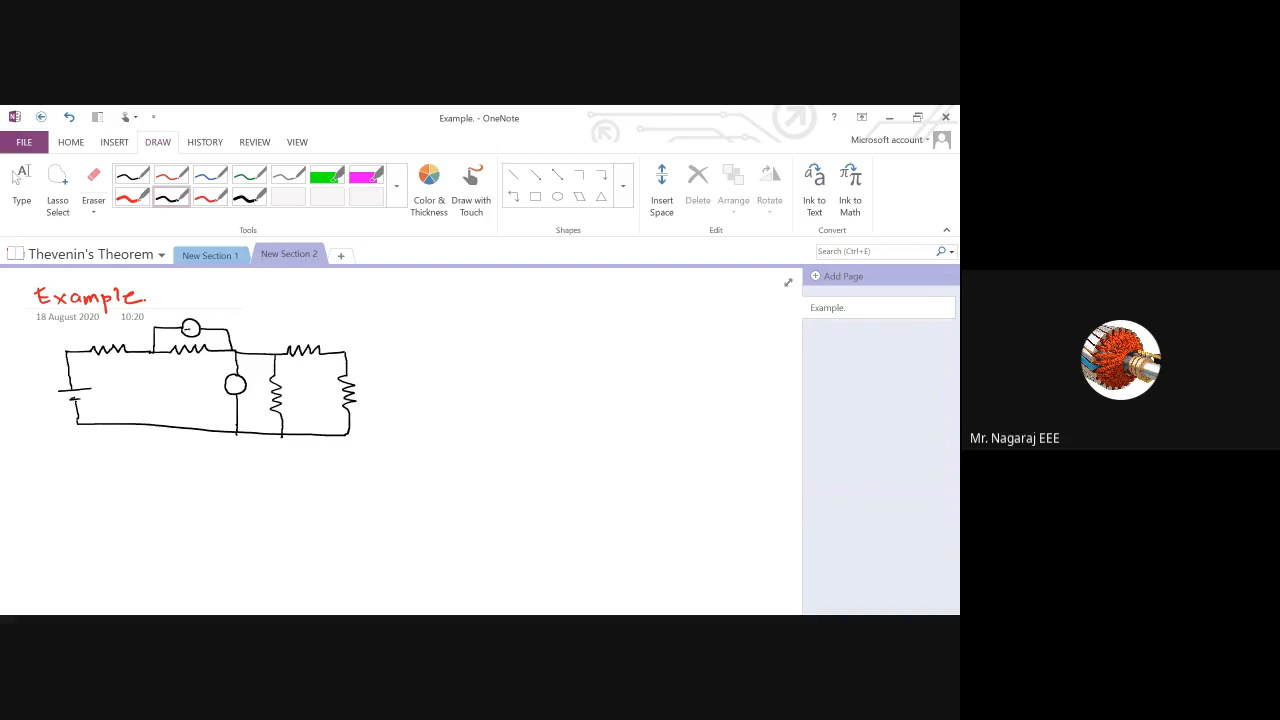 Example. - OneNote
?
FILE HOME INSERT DRAW HISTORY REVIEW VIEW
Microsoft account
Type
Lasso Select
Eraser
Color & Thickness
Draw with Touch
Insert Space
Delete
Arrange
Rotate
Ink to Text
Ink to Math
Tools
Shapes
Edit
Convert
Thevenin's Theorem
New Section 1
New Section 2
Search (Ctrl+E)
Add Page
Example.
Example.
18 August 2020 10:20
Mr. Nagaraj EEE